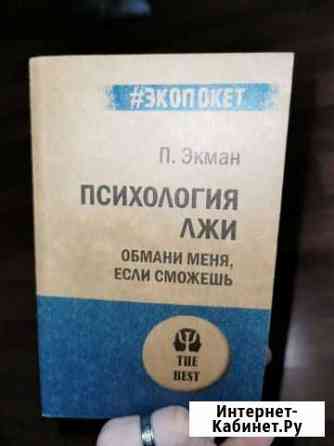 #экопокет
П. Экман
ПСИХОЛОГИЯ
ЛЖИ
ОБМАНИ МЕНЯ,
ЕСЛИ СМОЖЕШЬ
THE
BEST
Интернет-
Кабинет.Ру